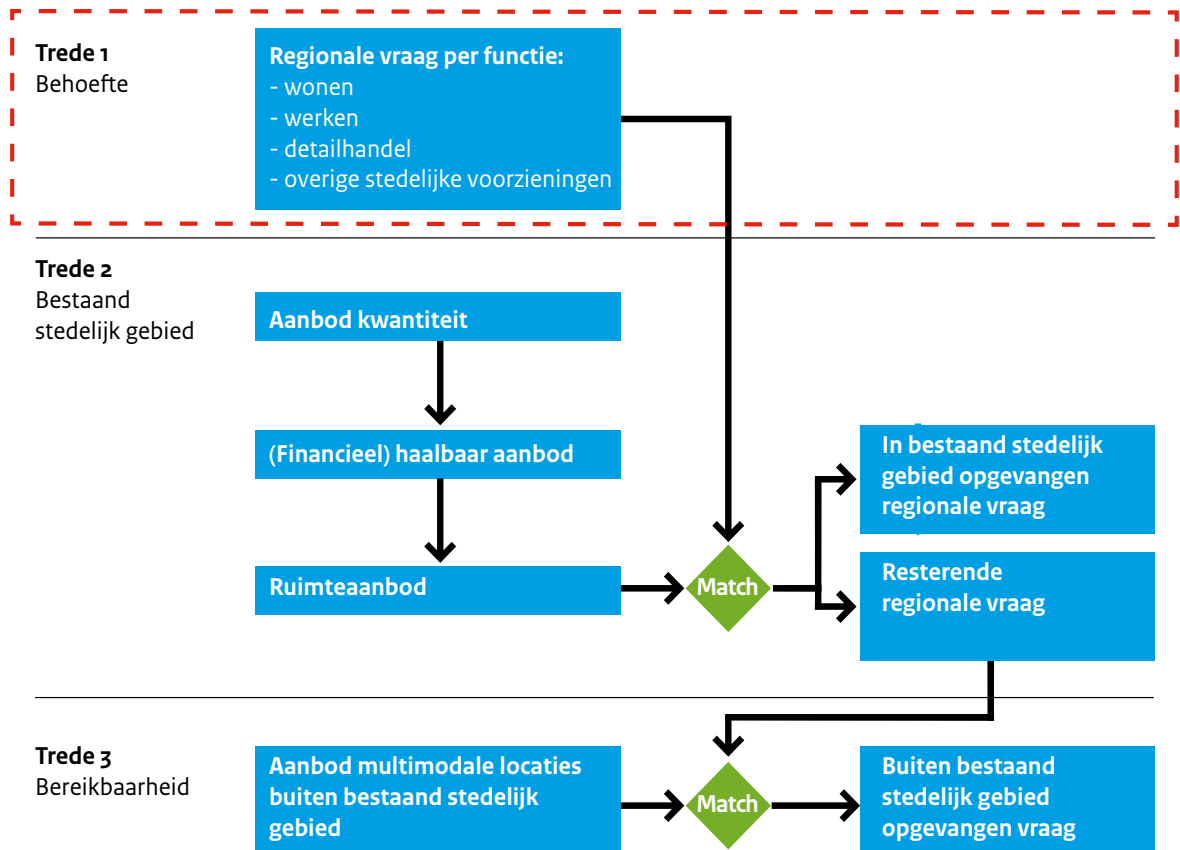 Trede 1
Behoefte
Regionale vraag per functie:
- wonen
- werken
- detailhandel
- overige stedelijke voorzieningen
Trede 2
Bestaand
stedelijk gebied
Aanbod kwantiteit
(Financieel) haalbaar aanbod
Ruimteaanbod
Match
In bestaand stedelijk
gebied opgevangen
regionale vraag
Resterende
regionale vraag
Trede 3
Bereikbaarheid
Aanbod multimodale locaties
buiten bestaand stedelijk
gebied
Match
Buiten bestaand
stedelijk gebied
opgevangen vraag